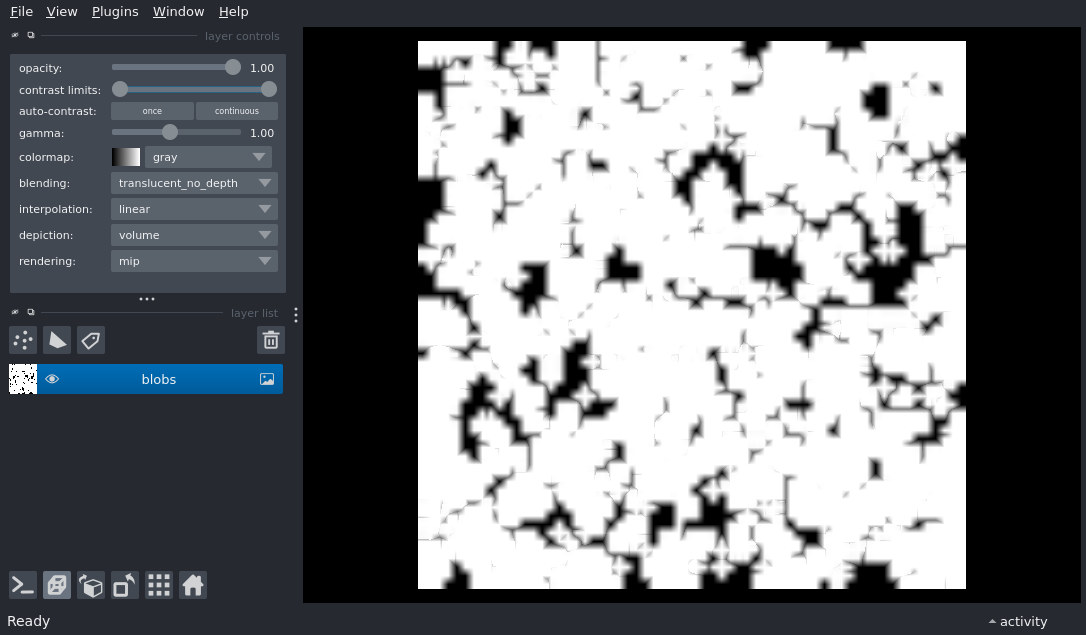 File View Plugins Window Help
layer controls
opacity: 1.00
contrast limits:
auto-contrast: once continuous
gamma: 1.00
colormap: gray
blending: translucent_no_depth
interpolation: linear
depiction: volume
rendering: mip
layer list
blobs
Ready activity